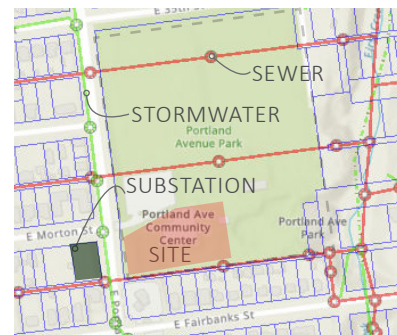 E 35th St
SEWER
STORMWATER
Portland
Avenue Park
SUBSTATION
Portland Ave
Community
Center
Portland Ave
Park
E Morton St
SITE
E Fairbanks St